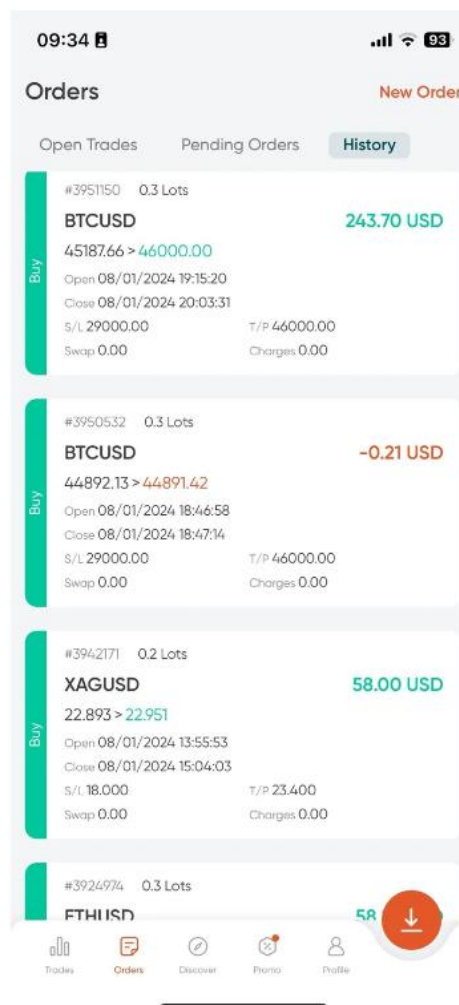 09:34
93
Orders
New Order
Open Trades Pending Orders History
#3951150 0.3 Lots
BTCUSD 243.70 USD
45187.66 > 46000.00
Buy
Open 08/01/2024 19:15:20
Close 08/01/2024 20:03:31
S/L 29000.00 T/P 46000.00
Swap 0.00 Charges 0.00
#3950532 0.3 Lots
BTCUSD -0.21 USD
44892.13 > 44891.42
Buy
Open 08/01/2024 18:46:58
Close 08/01/2024 18:47:14
S/L 29000.00 T/P 46000.00
Swap 0.00 Charges 0.00
#3942171 0.2 Lots
XAGUSD 58.00 USD
22.893 > 22.951
Buy
Open 08/01/2024 13:55:53
Close 08/01/2024 15:04:03
S/L 18.000 T/P 23.400
Swap 0.00 Charges 0.00
#3924974 0.3 Lots
ETHUSD 58
Trades Orders Discover Promo Profile